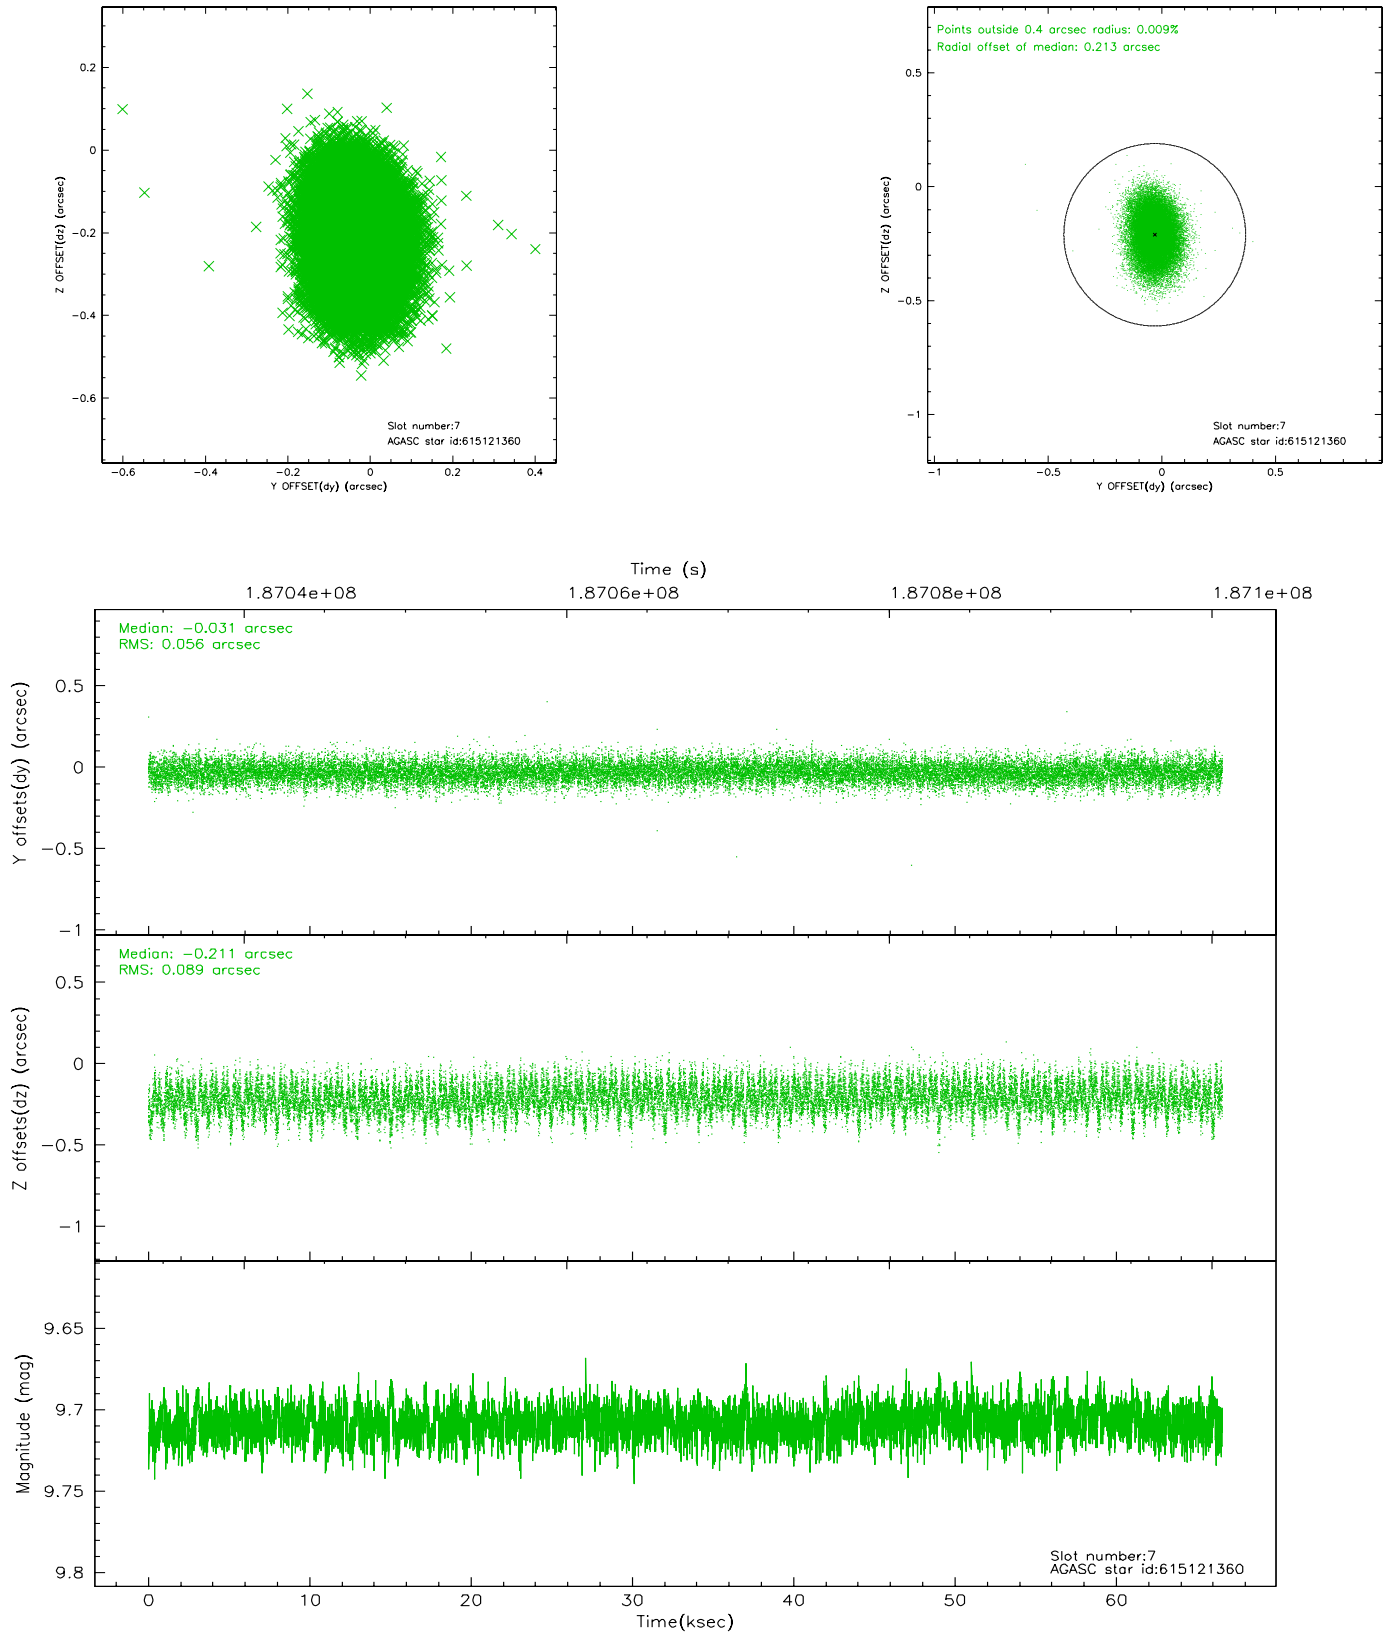 0.2
0
-0.2
-0.4
-0.6
Z OFFSET(dz) (arcsec)
Slot number:7
AGASC star id:615121360
-0.6 -0.4 -0.2 0 0.2 0.4
Y OFFSET(dy) (arcsec)
Points outside 0.4 arcsec radius: 0.009%
Radial offset of median: 0.213 arcsec
0.5
0
-0.5
-1
Z OFFSET(dz) (arcsec)
Slot number:7
AGASC star id:615121360
-1 -0.5 0 0.5
Y OFFSET(dy) (arcsec)
Time (s)
1.8704e+08 1.8706e+08 1.8708e+08 1.871e+08
Median: -0.031 arcsec
RMS: 0.056 arcsec
0.5
0
-0.5
-1
Y offsets(dy) (arcsec)
Median: -0.211 arcsec
RMS: 0.089 arcsec
0.5
0
-0.5
-1
Z offsets(dz) (arcsec)
9.65
9.7
9.75
9.8
Magnitude (mag)
Slot number:7
AGASC star id:615121360
0 10 20 30 40 50 60
Time(ksec)